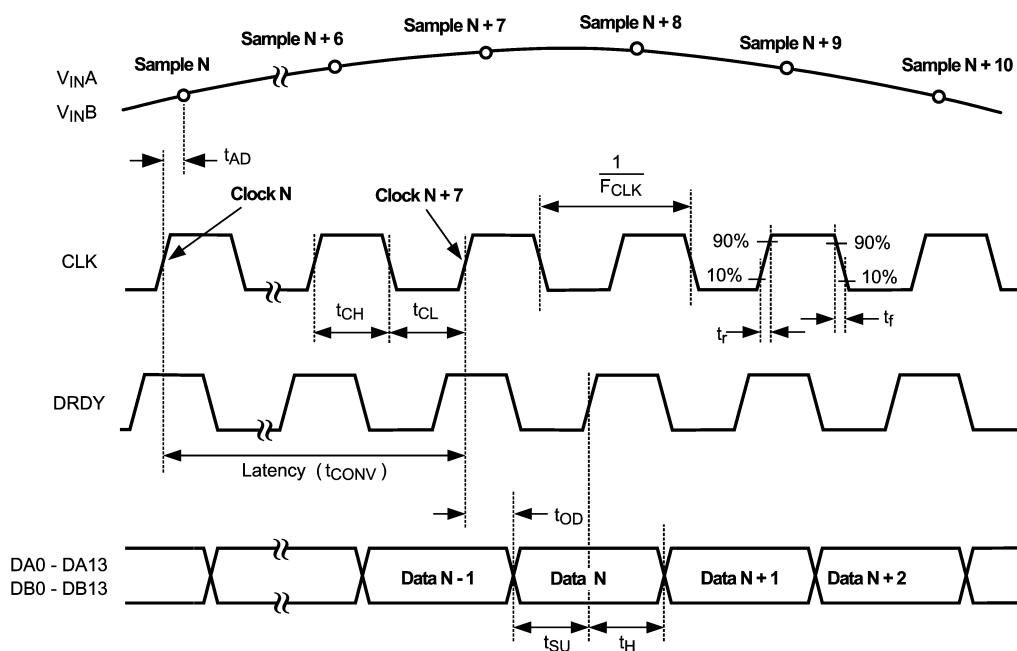 Sample N
Sample N + 6
Sample N + 7
Sample N + 8
Sample N + 9
Sample N + 10
VINA
VINB
tAD
Clock N
Clock N + 7
1
FCLK
CLK
90%
10%
90%
10%
tCH
tCL
tr
tf
DRDY
Latency ( tCONV )
tOD
DA0 - DA13
DB0 - DB13
Data N - 1
Data N
Data N + 1
Data N + 2
tSU
tH